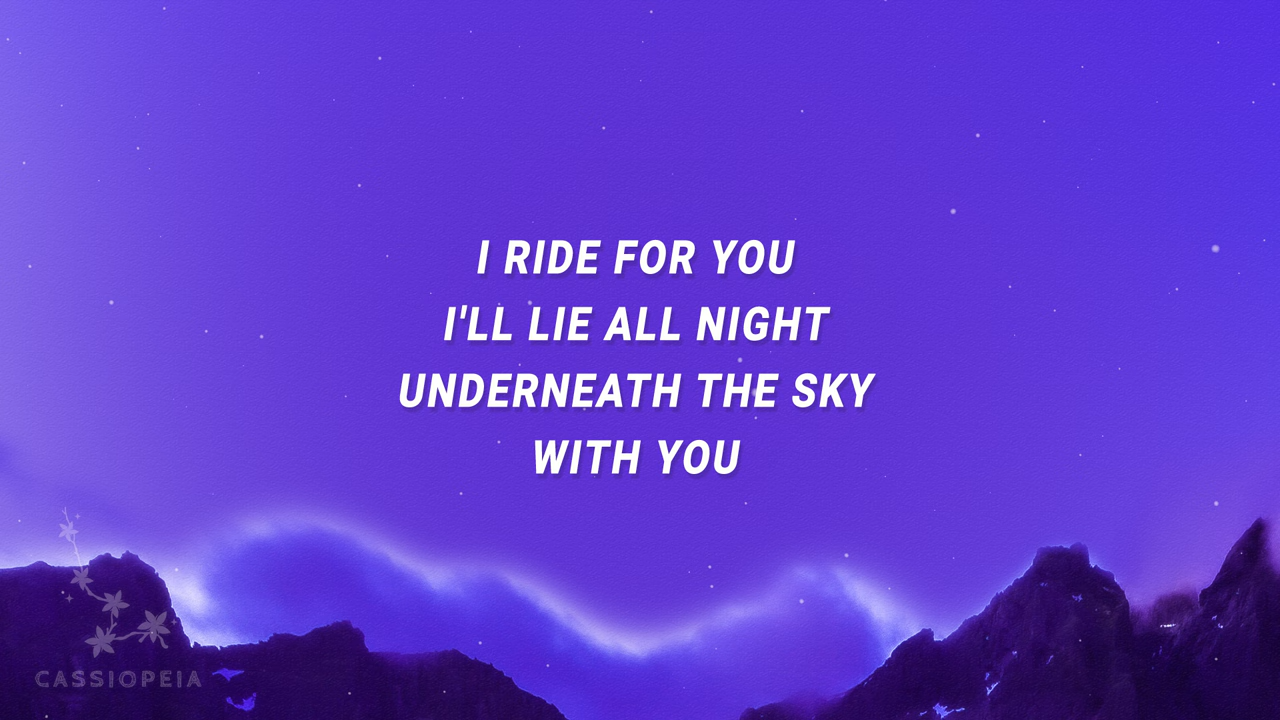 I RIDE FOR YOU
I'LL LIE ALL NIGHT
UNDERNEATH THE SKY
WITH YOU
CASSIOPEIA